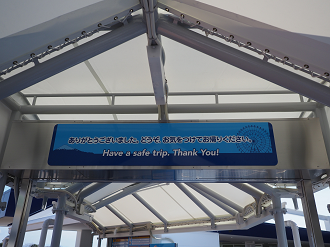 ありがとうございました。どうぞ、お気をつけてお帰りください。
Have a safe trip. Thank You!